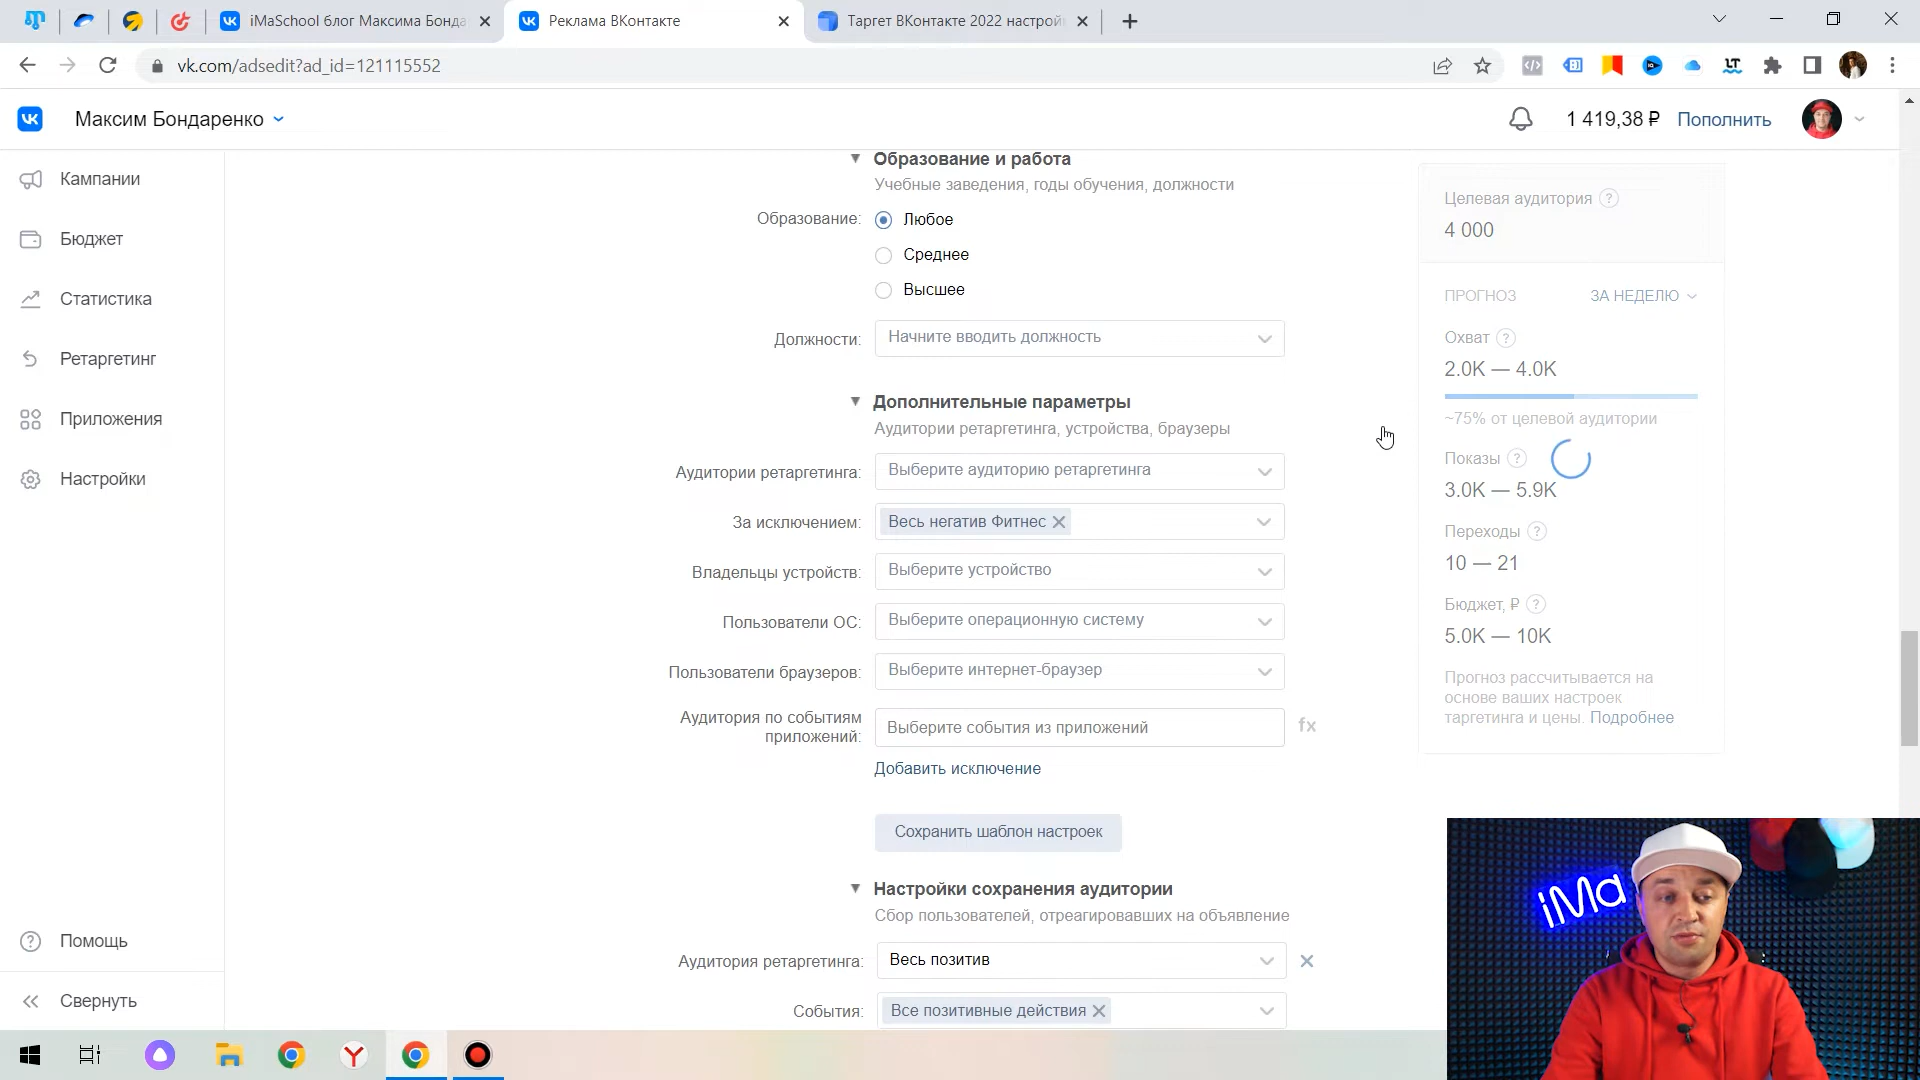 iMaSchool блог Максима Бонда
Реклама ВКонтакте
Таргет ВКонтакте 2022 настрой
vk.com/adsedit?ad_id=121115552
Максим Бондаренко
1 419,38 ₽
Пополнить
Кампании
Бюджет
Статистика
Ретаргетинг
Приложения
Настройки
Помощь
Свернуть
Образование и работа
Учебные заведения, годы обучения, должности
Образование:
Любое
Среднее
Высшее
Должности:
Начните вводить должность
Дополнительные параметры
Аудитории ретаргетинга, устройства, браузеры
Аудитории ретаргетинга:
Выберите аудиторию ретаргетинга
За исключением:
Весь негатив Фитнес
Владельцы устройств:
Выберите устройство
Пользователи ОС:
Выберите операционную систему
Пользователи браузеров:
Выберите интернет-браузер
Аудитория по событиям
приложений:
Выберите события из приложений
fx
Добавить исключение
Сохранить шаблон настроек
Настройки сохранения аудитории
Сбор пользователей, отреагировавших на объявление
Аудитория ретаргетинга:
Весь позитив
События:
Все позитивные действия
Целевая аудитория
4 000
ПРОГНОЗ
ЗА НЕДЕЛЮ
Охват
2.0K — 4.0K
~75% от целевой аудитории
Показы
3.0K — 5.9K
Переходы
10 — 21
Бюджет, ₽
5.0K — 10K
Прогноз рассчитывается на
основе ваших настроек
таргетинга и цены. Подробнее
iMa